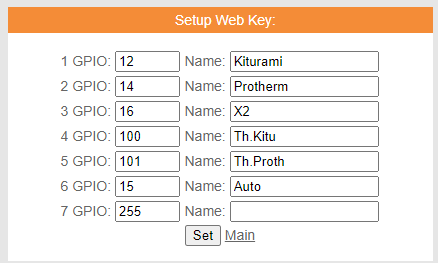 Setup Web Key:
1 GPIO: 12 Name: Kiturami
2 GPIO: 14 Name: Protherm
3 GPIO: 16 Name: X2
4 GPIO: 100 Name: Th.Kitu
5 GPIO: 101 Name: Th.Proth
6 GPIO: 15 Name: Auto
7 GPIO: 255 Name:
Set Main